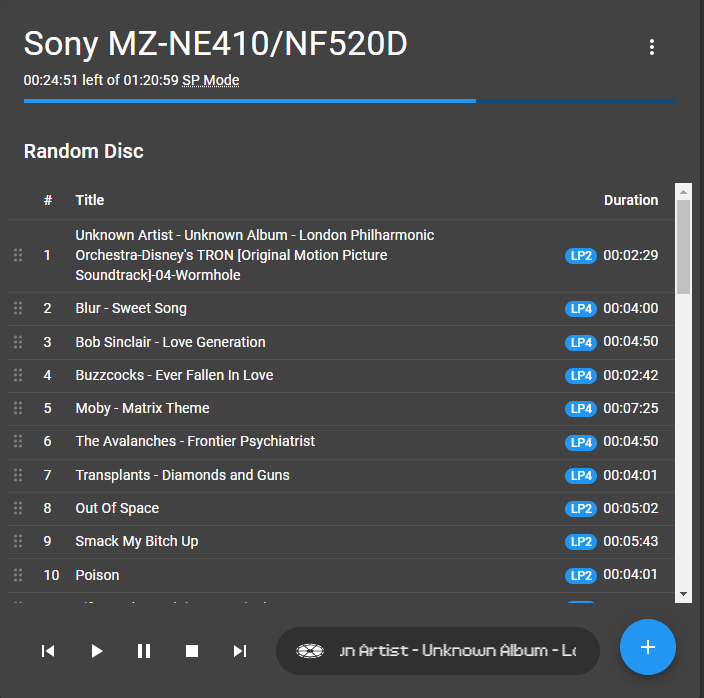 Sony MZ-NE410/NF520D
00:24:51 left of 01:20:59 SP Mode
Random Disc
# Title Duration
1 Unknown Artist - Unknown Album - London Philharmonic
Orchestra-Disney's TRON [Original Motion Picture
Soundtrack]-04-Wormhole LP2 00:02:29
2 Blur - Sweet Song LP4 00:04:00
3 Bob Sinclair - Love Generation LP4 00:04:50
4 Buzzcocks - Ever Fallen In Love LP4 00:02:42
5 Moby - Matrix Theme LP4 00:07:25
6 The Avalanches - Frontier Psychiatrist LP4 00:04:50
7 Transplants - Diamonds and Guns LP4 00:04:01
8 Out Of Space LP2 00:05:02
9 Smack My Bitch Up LP2 00:05:43
10 Poison LP2 00:04:01
Artist - Unknown Album -